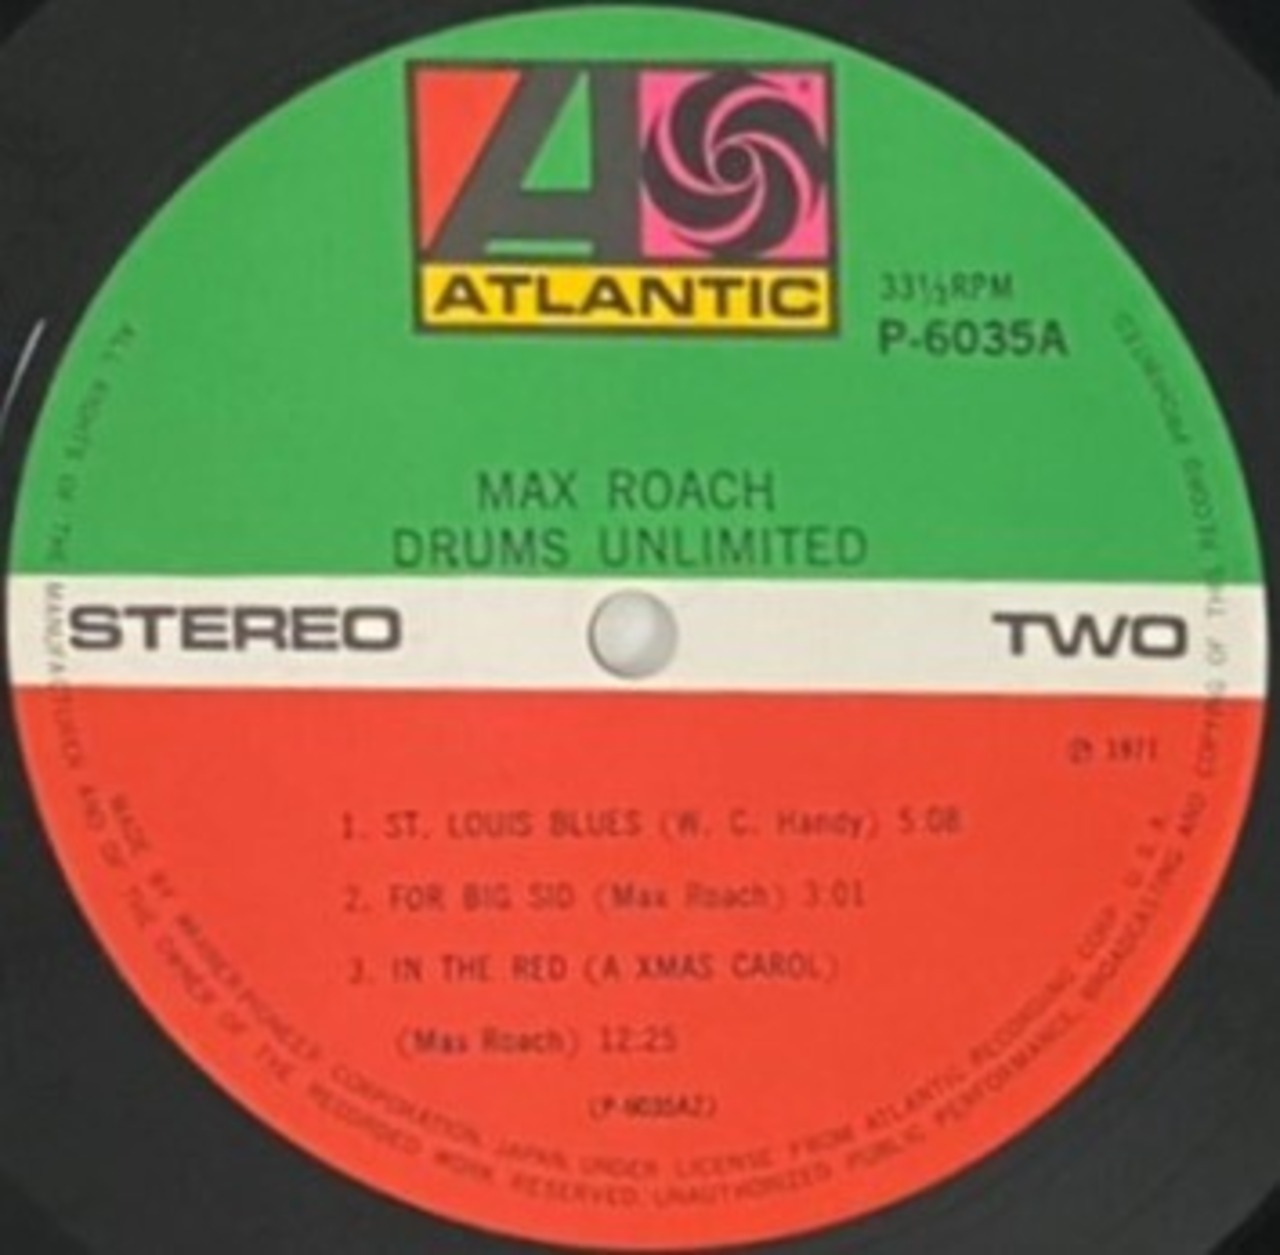 ATLANTIC
33⅓RPM
P-6035A
MAX ROACH
DRUMS UNLIMITED
STEREO
TWO
Ⓟ 1971
1. ST. LOUIS BLUES (W. C. Handy) 5:08
2. FOR BIG SID (Max Roach) 3:01
3. IN THE RED (A XMAS CAROL)
(Max Roach) 12:25
(P-6035A2)
MADE BY WARNER-PIONEER CORPORATION, JAPAN UNDER LICENSE FROM ATLANTIC RECORDING CORP. U.S.A.
ALL RIGHTS OF THE MANUFACTURER AND OF THE OWNER OF THE RECORDED WORK RESERVED. UNAUTHORIZED PUBLIC PERFORMANCE, BROADCASTING AND COPYING OF THIS RECORD PROHIBITED.